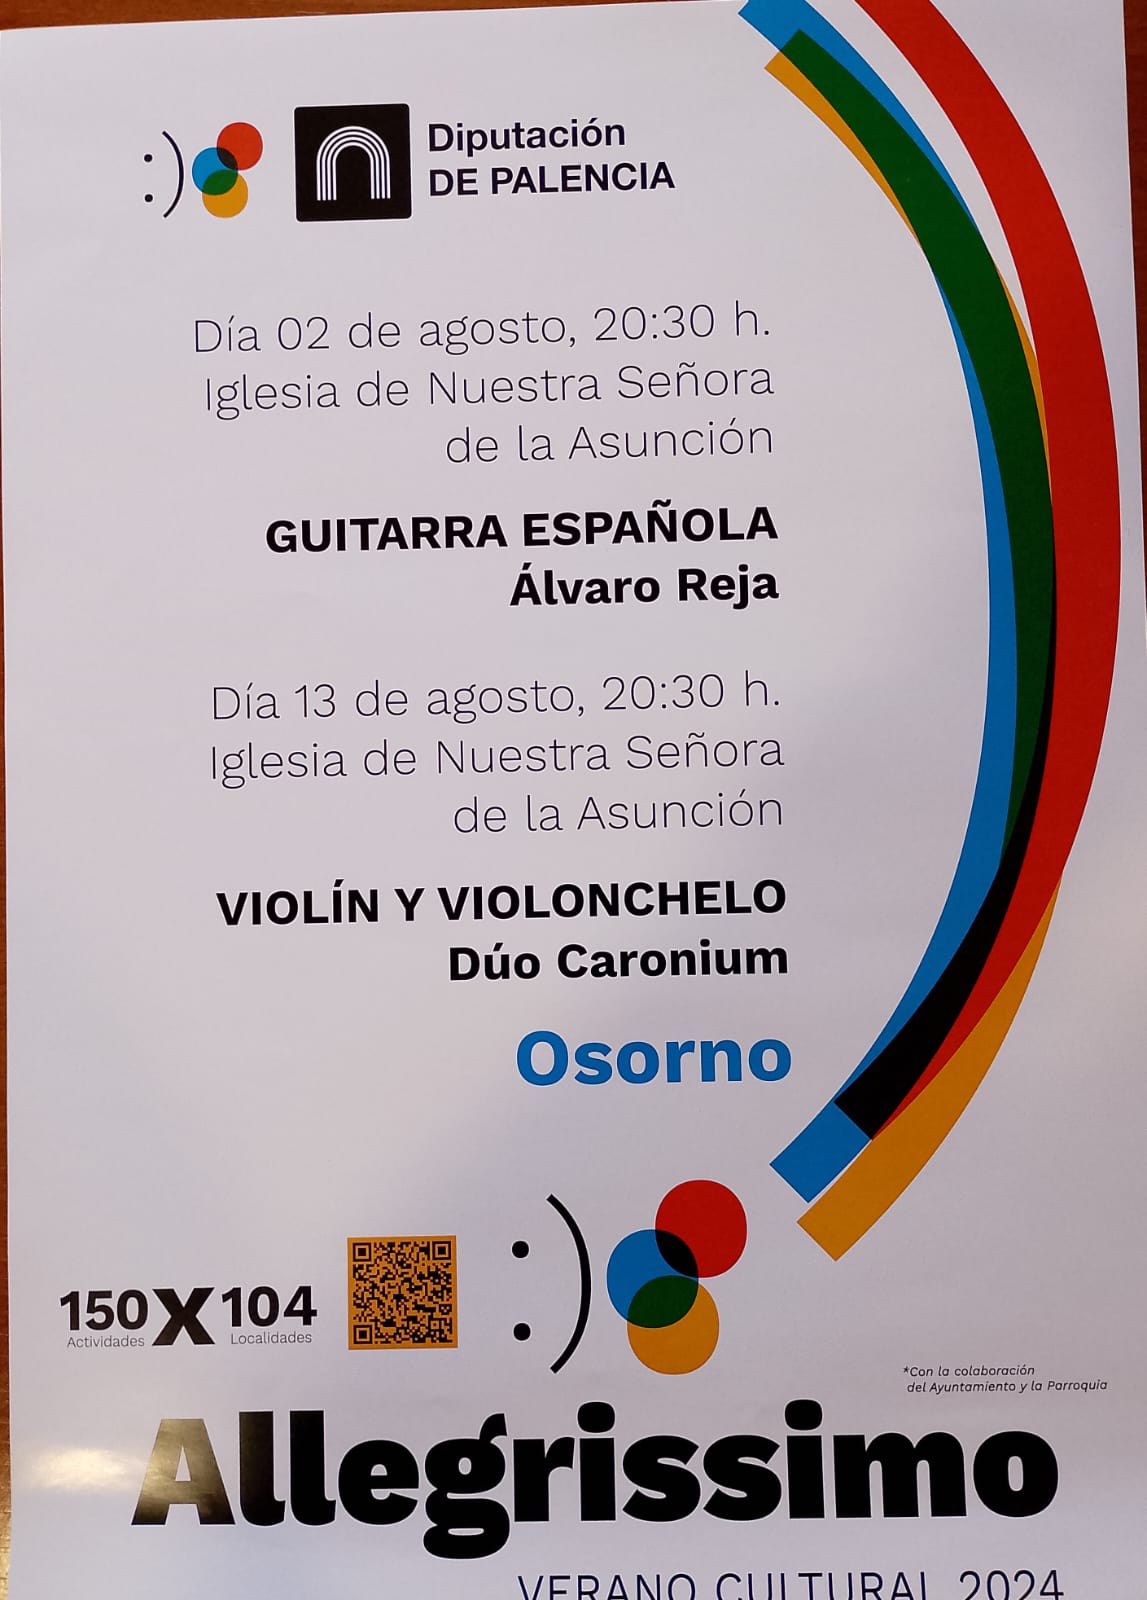 :)
Diputación
DE PALENCIA
Día 02 de agosto, 20:30 h.
Iglesia de Nuestra Señora
de la Asunción
GUITARRA ESPAÑOLA
Álvaro Reja
Día 13 de agosto, 20:30 h.
Iglesia de Nuestra Señora
de la Asunción
VIOLÍN Y VIOLONCHELO
Dúo Caronium
Osorno
150 X 104
Actividades Localidades
:)
*Con la colaboración
del Ayuntamiento y la Parroquia
Allegrissimo
VERANO CULTURAL 2024